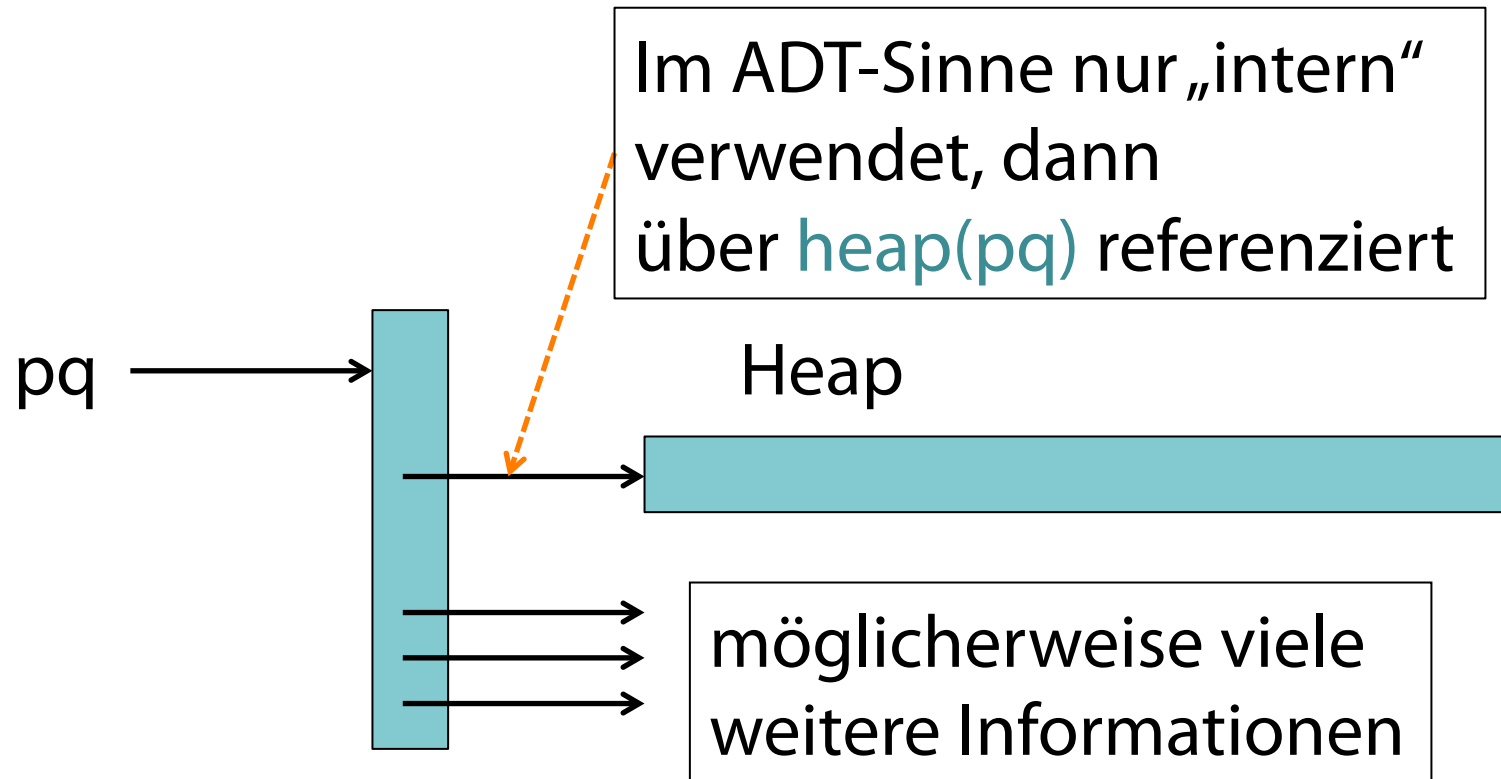 Im ADT-Sinne nur „intern“
verwendet, dann
über heap(pq) referenziert
pq
Heap
möglicherweise viele
weitere Informationen